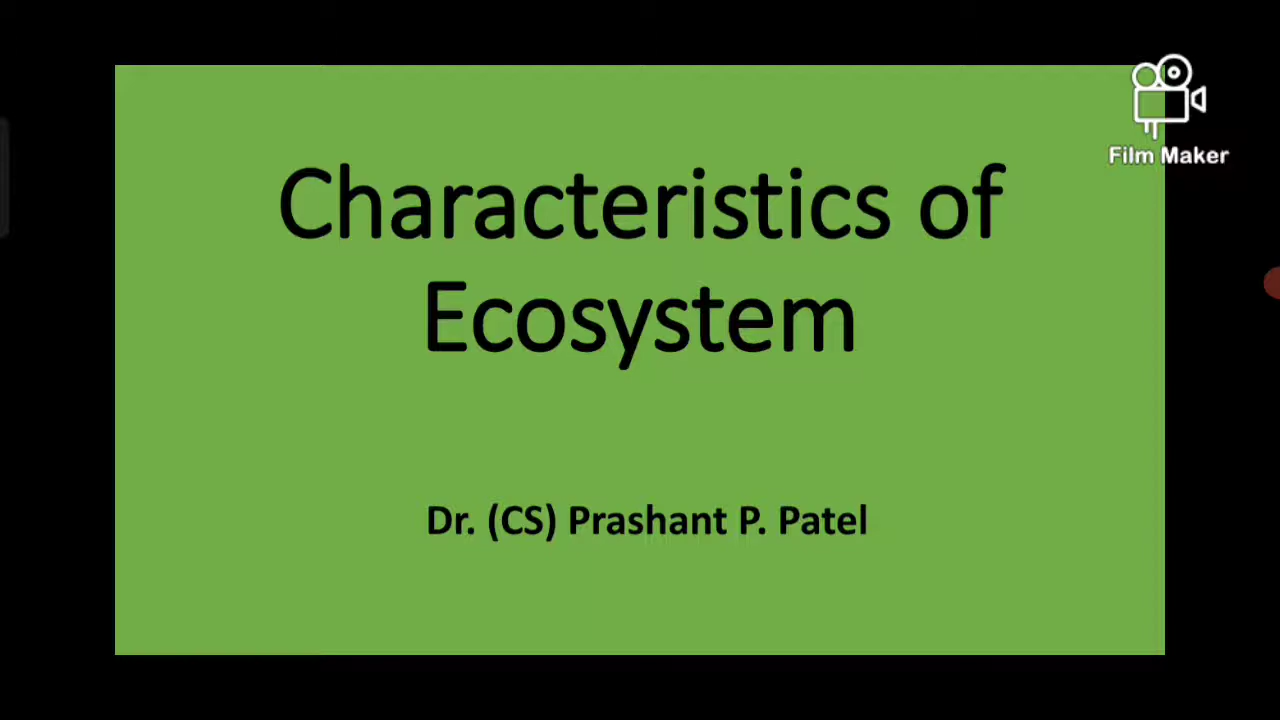 Film Maker
Characteristics of
Ecosystem
Dr. (CS) Prashant P. Patel